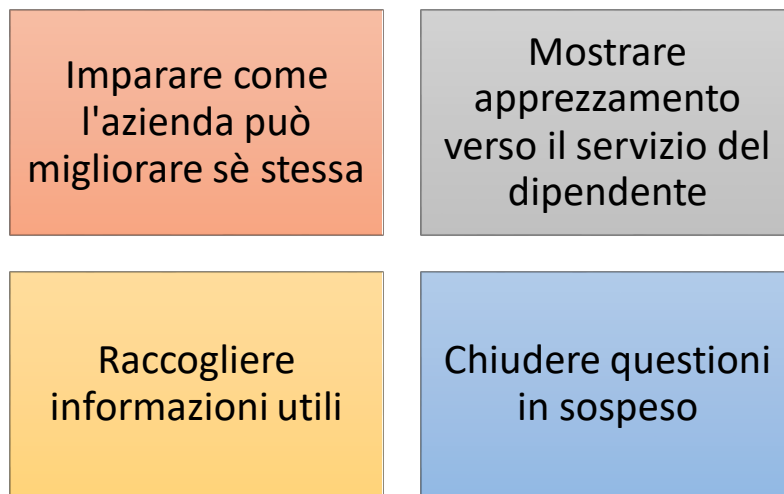 Imparare come
l'azienda può
migliorare sè stessa
Mostrare
apprezzamento
verso il servizio del
dipendente
Raccogliere
informazioni utili
Chiudere questioni
in sospeso